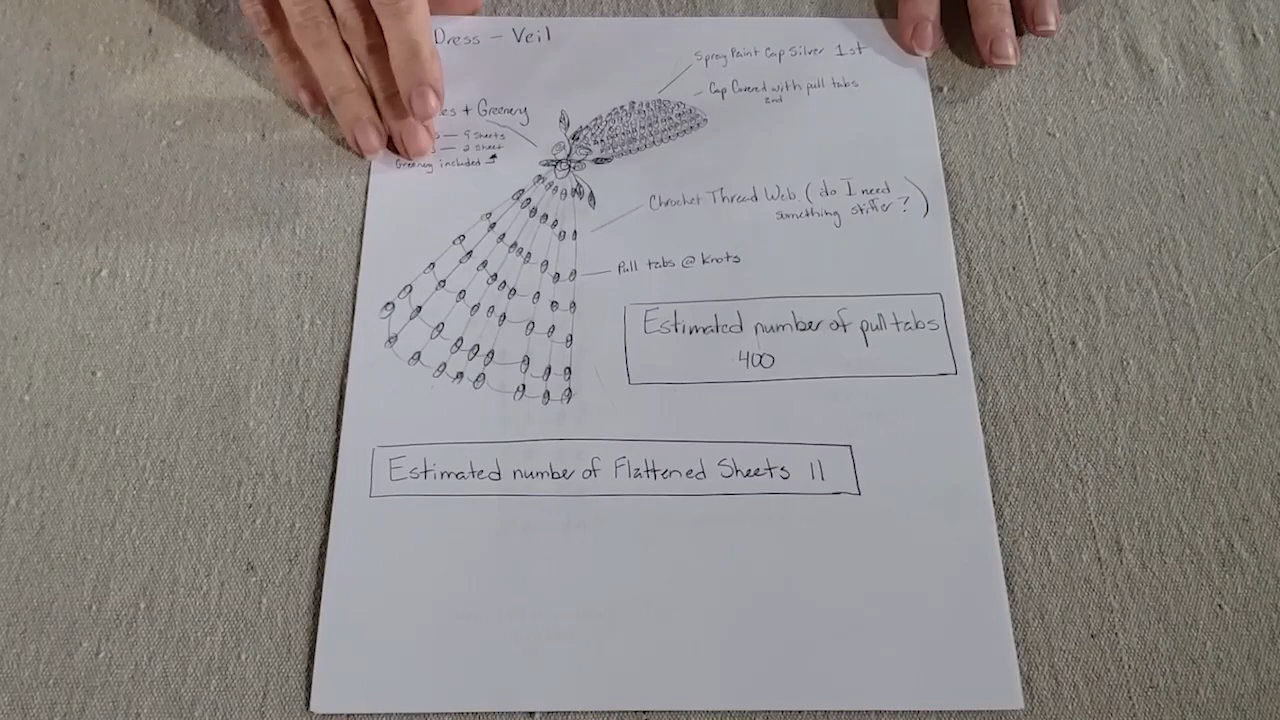 Dress – Veil
Spray Paint Cap Silver 1st
Cap Covered with pull tabs
2nd
+ Greenery
— 9 Sheets
— 2 Sheet
Greenery included
Chrochet Thread Web. (do I need
something stiffer?)
Pull tabs @ Knots
Estimated number of pull tabs
400
Estimated number of Flattened Sheets 11